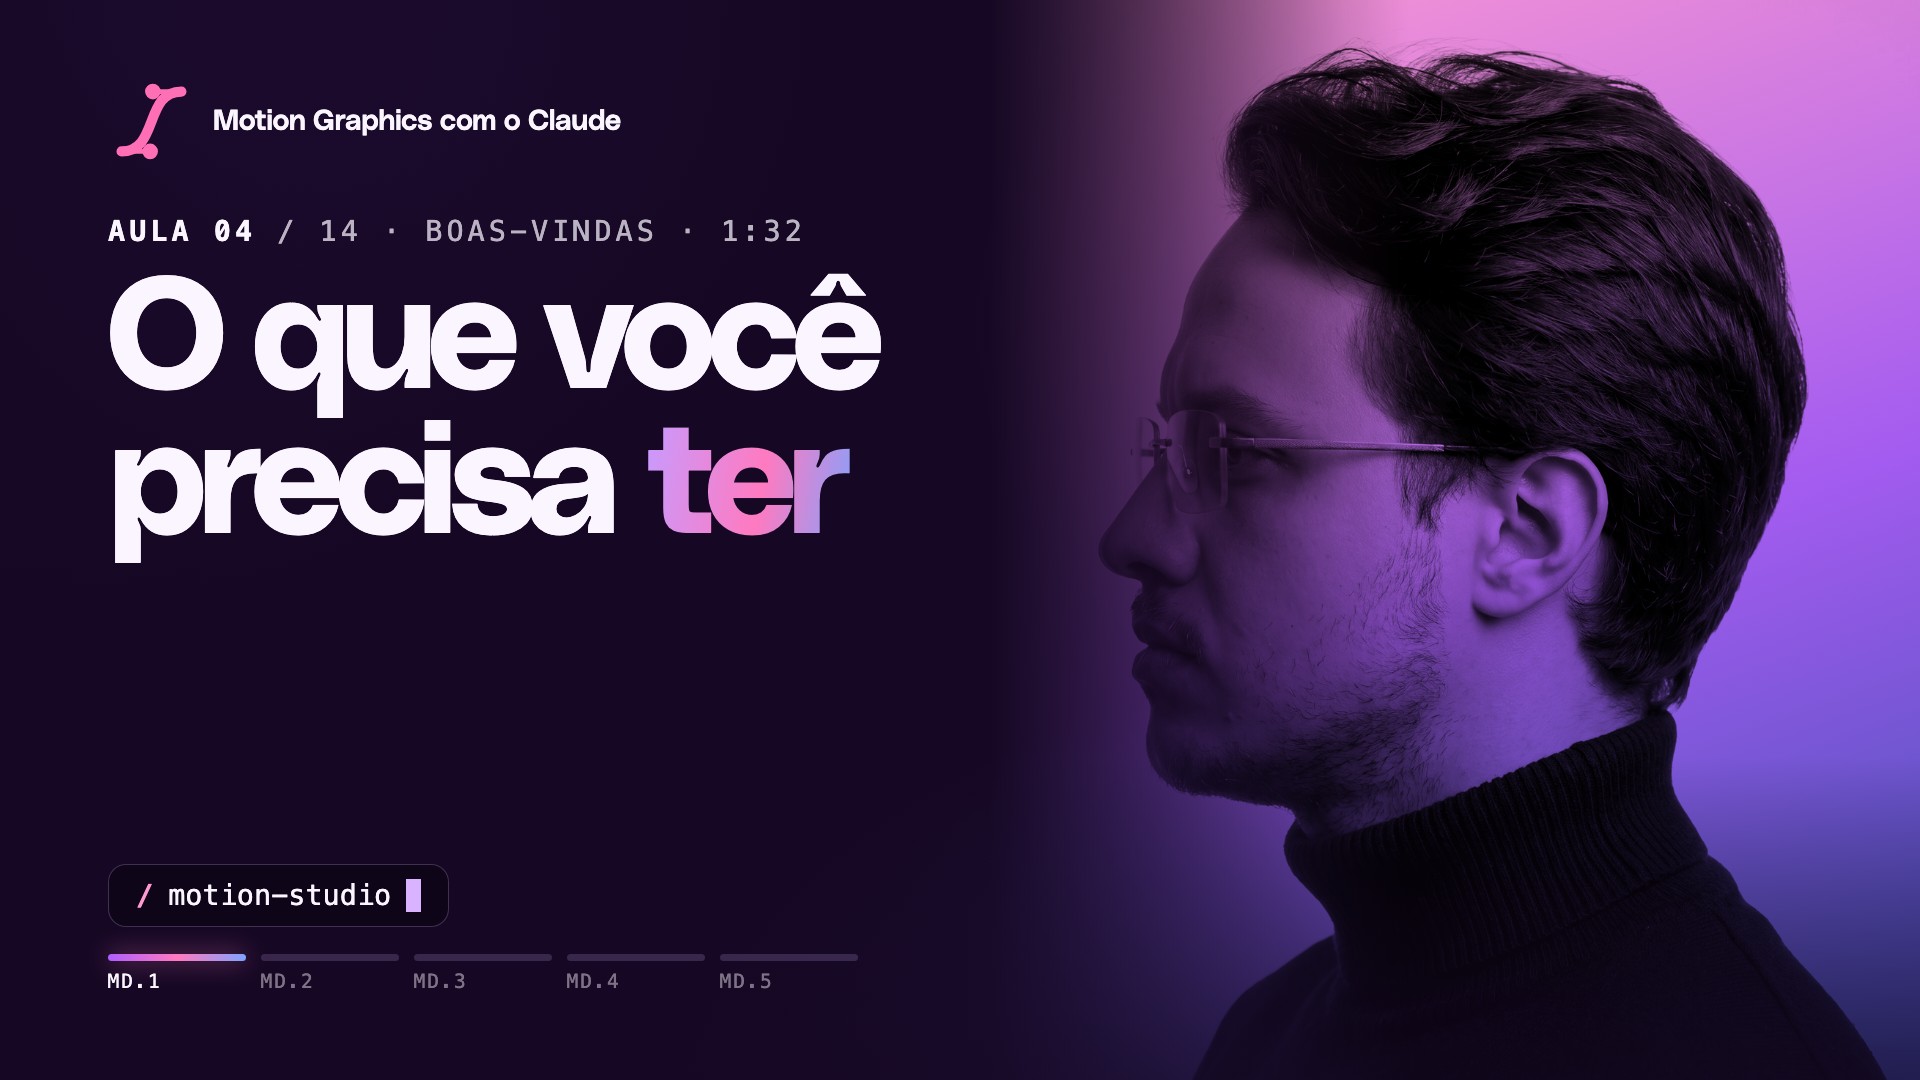 Motion Graphics com o Claude
AULA 04 / 14 · BOAS-VINDAS · 1:32
O que você
precisa ter
/ motion-studio
MD.1 MD.2 MD.3 MD.4 MD.5